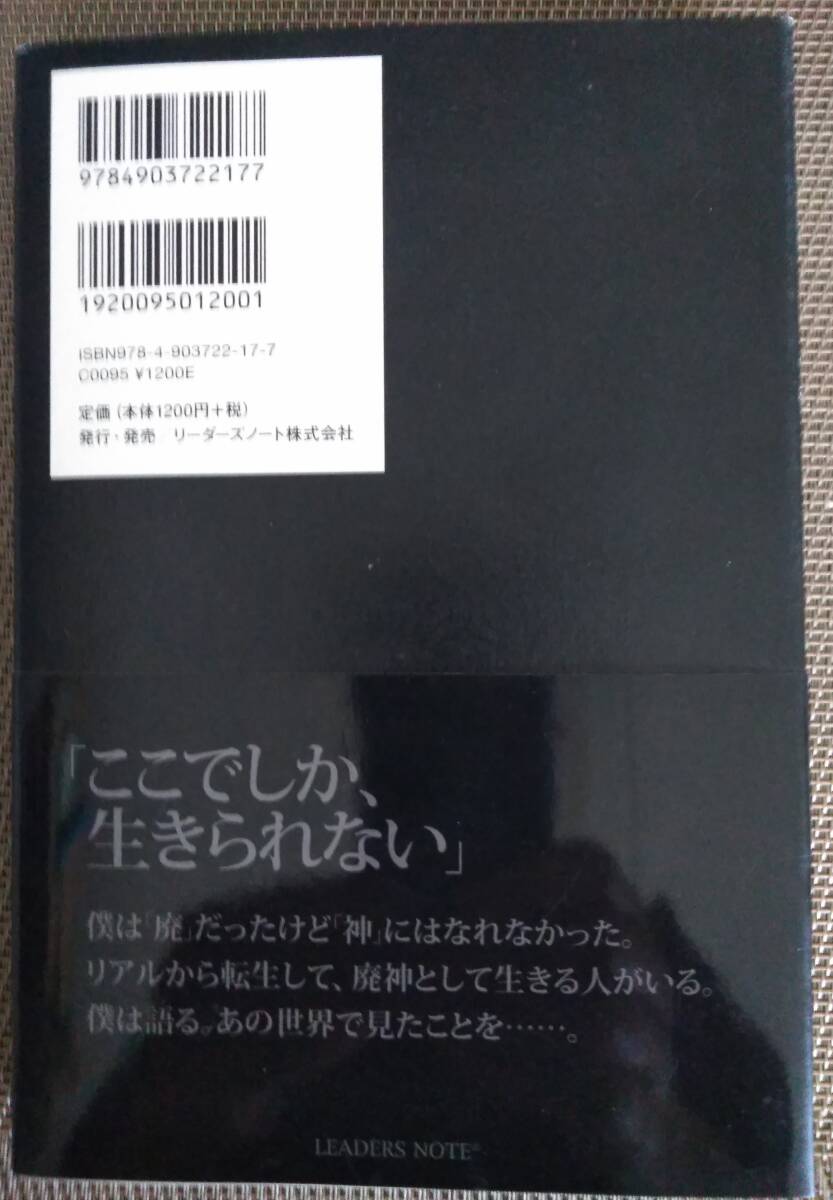 9784903722177
1920095012001
ISBN978-4-903722-17-7
C0095 ¥1200E
定価(本体1200円+税)
発行・発売 リーダーズノート株式会社
「ここでしか、
生きられない」
僕は「廃」だったけど「神」にはなれなかった。
リアルから転生して、廃神として生きる人がいる。
僕は語る。あの世界で見たことを……。
LEADERS NOTE®